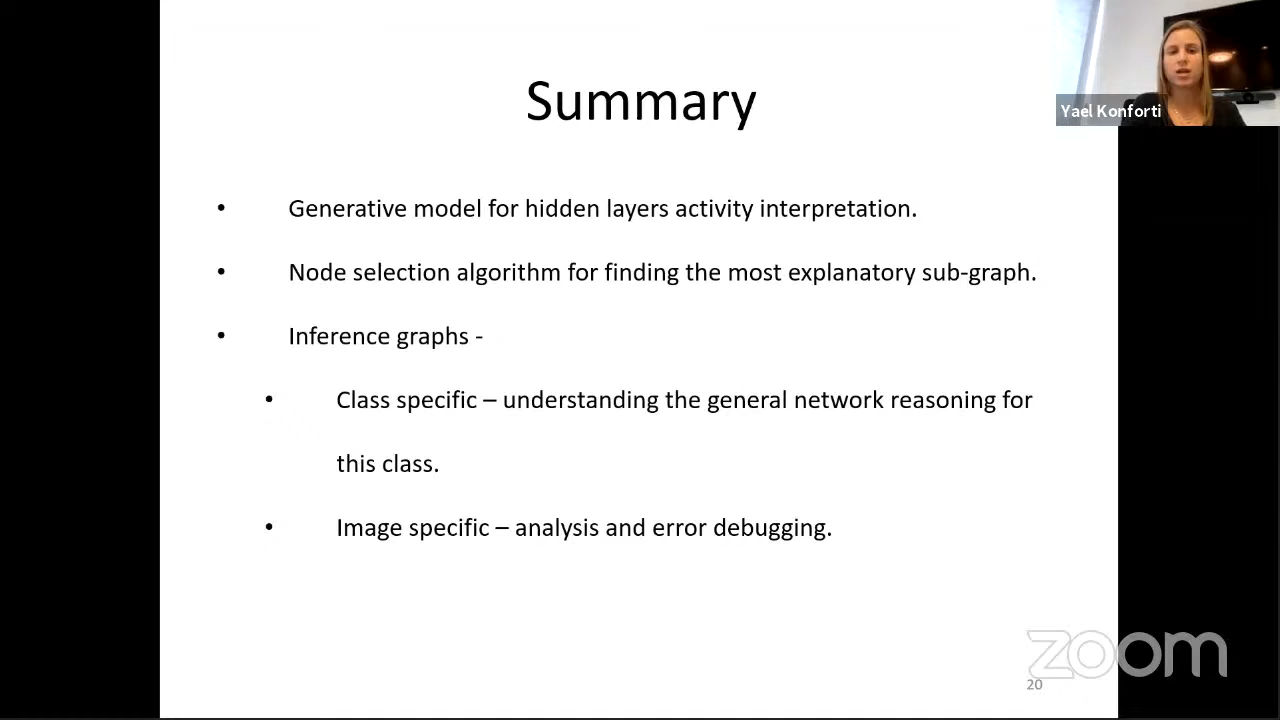 Summary
Yael Konforti
• Generative model for hidden layers activity interpretation.
• Node selection algorithm for finding the most explanatory sub-graph.
• Inference graphs -
• Class specific – understanding the general network reasoning for
this class.
• Image specific – analysis and error debugging.
zoom
20